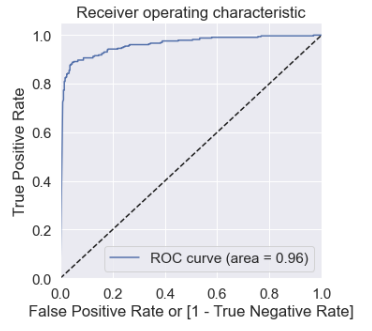 Receiver operating characteristic
1.0
0.8
0.6
0.4
0.2
0.0
True Positive Rate
ROC curve (area = 0.96)
0.0 0.2 0.4 0.6 0.8 1.0
False Positive Rate or [1 - True Negative Rate]